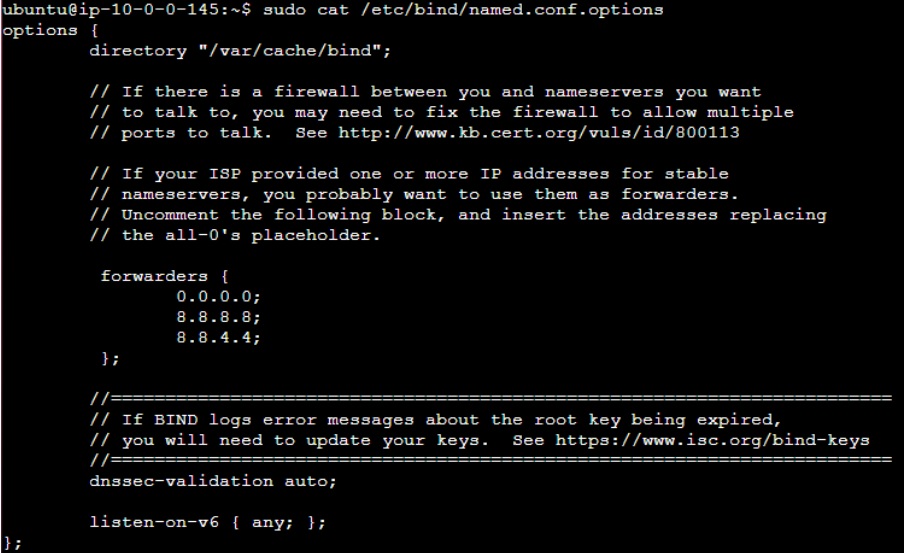 ubuntu@ip-10-0-0-145:~$ sudo cat /etc/bind/named.conf.options
options {
        directory "/var/cache/bind";

        // If there is a firewall between you and nameservers you want
        // to talk to, you may need to fix the firewall to allow multiple
        // ports to talk.  See http://www.kb.cert.org/vuls/id/800113

        // If your ISP provided one or more IP addresses for stable
        // nameservers, you probably want to use them as forwarders.
        // Uncomment the following block, and insert the addresses replacing
        // the all-0's placeholder.

         forwarders {
                0.0.0.0;
                8.8.8.8;
                8.8.4.4;
         };

        //========================================================================
        // If BIND logs error messages about the root key being expired,
        // you will need to update your keys.  See https://www.isc.org/bind-keys
        //========================================================================
        dnssec-validation auto;

        listen-on-v6 { any; };
};